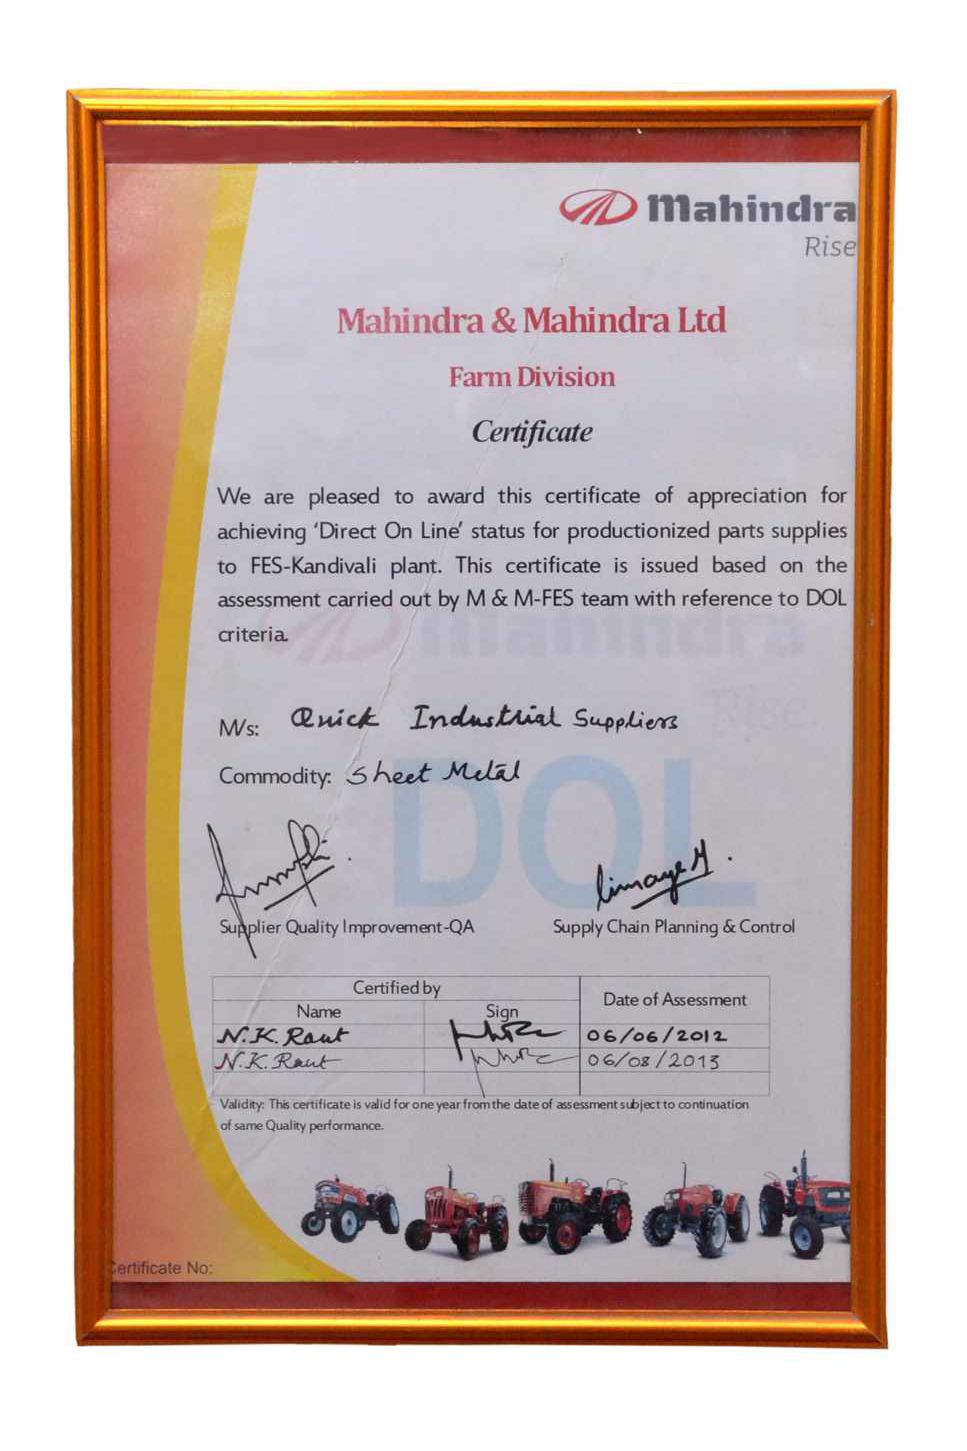 Mahindra
Rise
Mahindra & Mahindra Ltd
Farm Division
Certificate
We are pleased to award this certificate of appreciation for
achieving 'Direct On Line' status for productionized parts supplies
to FES-Kandivali plant. This certificate is issued based on the
assessment carried out by M & M-FES team with reference to DOL
criteria.
Mahindra
Rise.
M/s: Quick Industrial Suppliers
Commodity: Sheet Metal
DOL
Limaye M.
Supplier Quality Improvement-QA Supply Chain Planning & Control
Certified by Date of Assessment
Name Sign
N.K. Raut 06/06/2012
N.K. Raut 06/08/2013
Validity: This certificate is valid for one year from the date of assessment subject to continuation
of same Quality performance.
Certificate No: